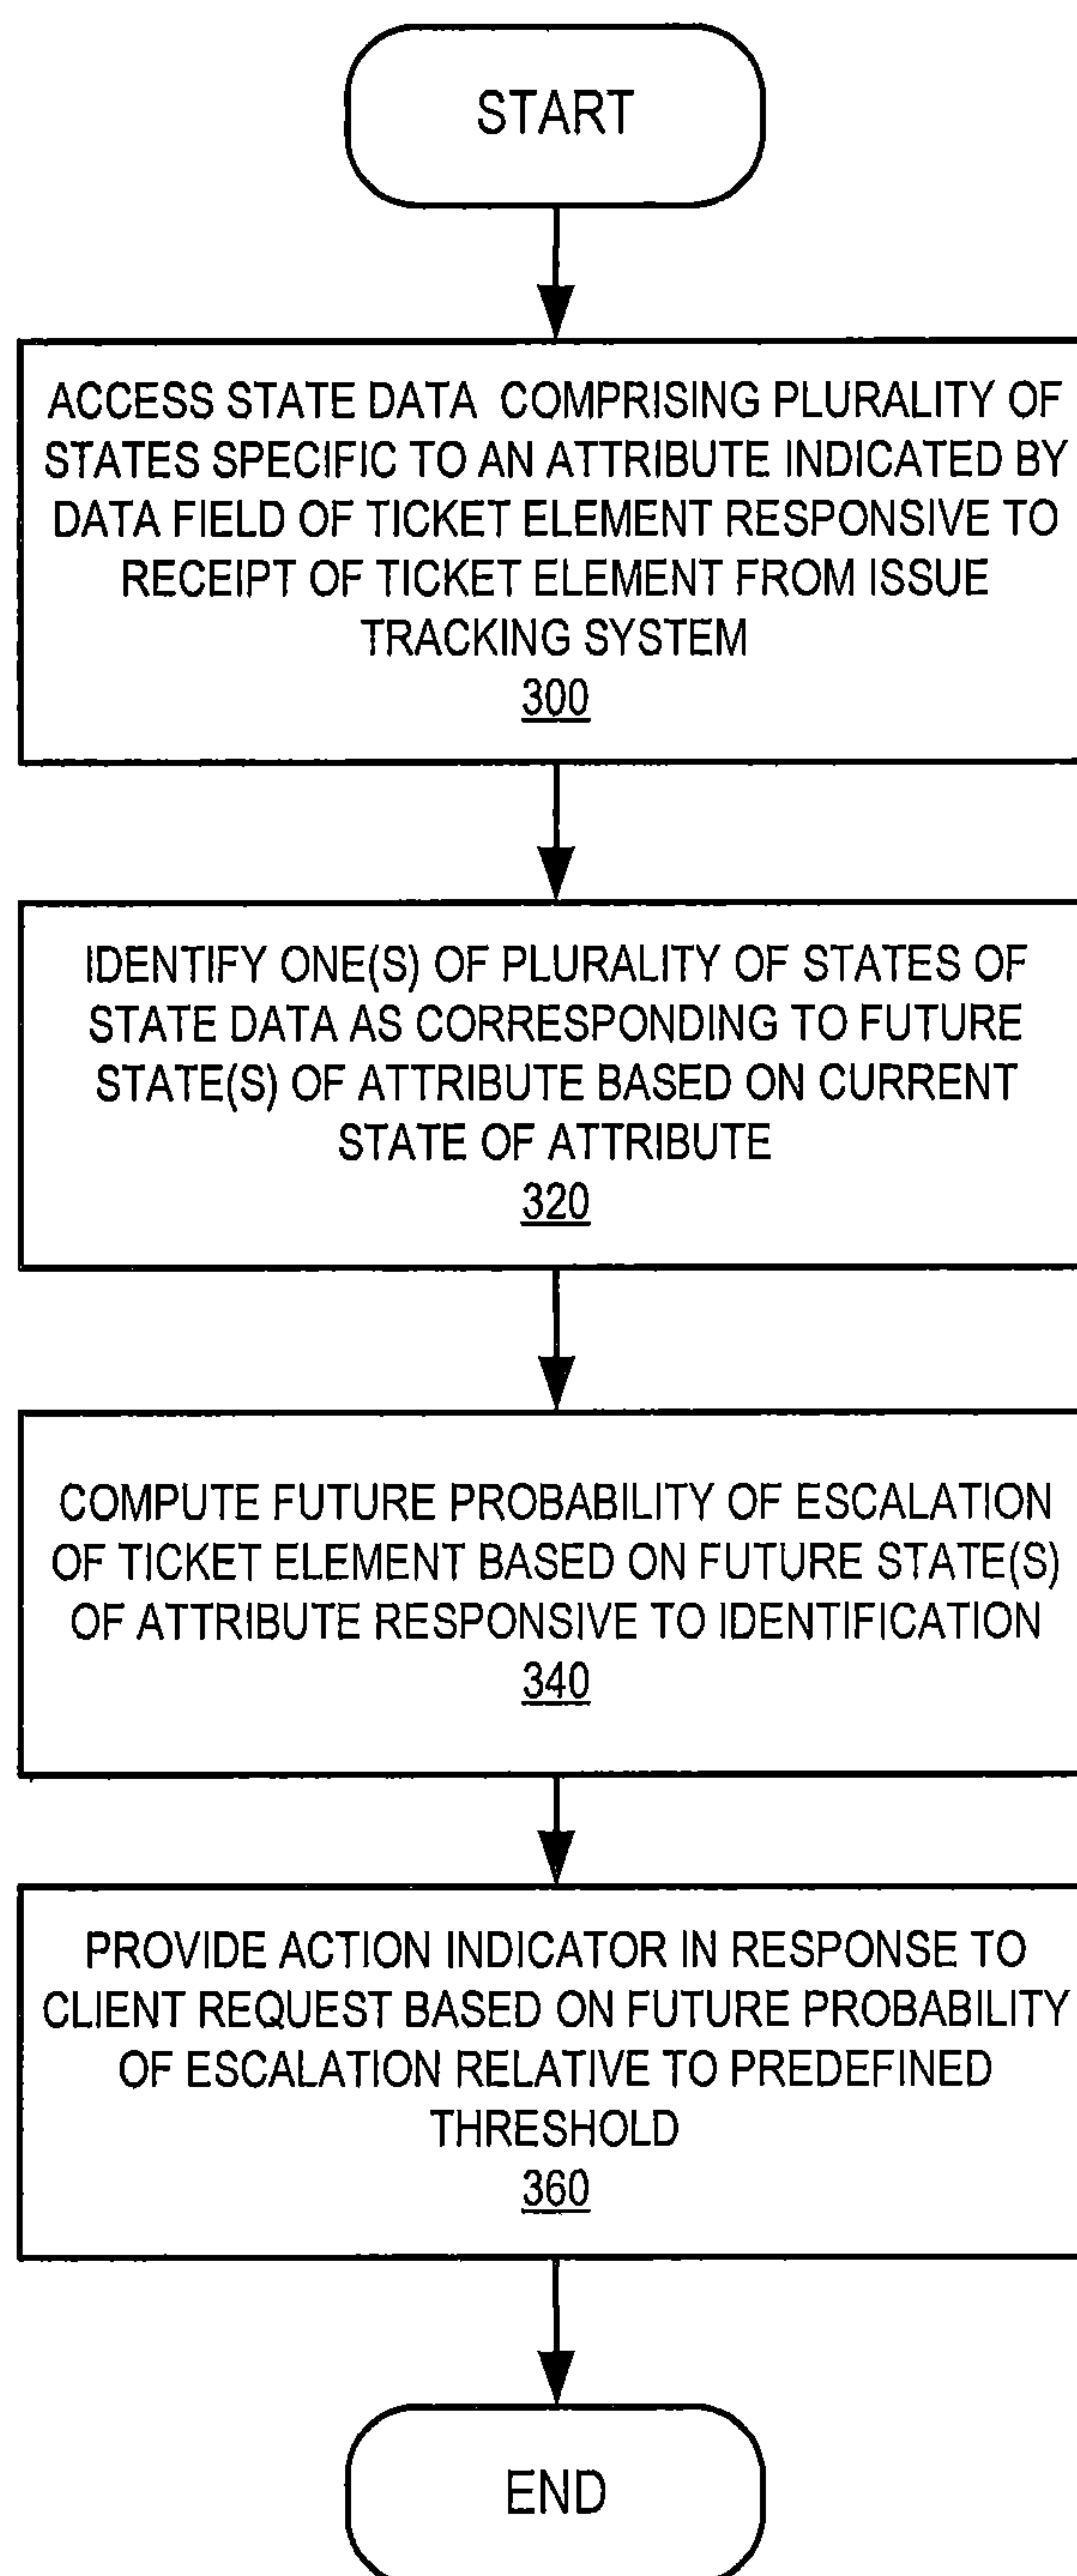 START
ACCESS STATE DATA COMPRISING PLURALITY OF
STATES SPECIFIC TO AN ATTRIBUTE INDICATED BY
DATA FIELD OF TICKET ELEMENT RESPONSIVE TO
RECEIPT OF TICKET ELEMENT FROM ISSUE
TRACKING SYSTEM
300
IDENTIFY ONE(S) OF PLURALITY OF STATES OF
STATE DATA AS CORRESPONDING TO FUTURE
STATE(S) OF ATTRIBUTE BASED ON CURRENT
STATE OF ATTRIBUTE
320
COMPUTE FUTURE PROBABILITY OF ESCALATION
OF TICKET ELEMENT BASED ON FUTURE STATE(S)
OF ATTRIBUTE RESPONSIVE TO IDENTIFICATION
340
PROVIDE ACTION INDICATOR IN RESPONSE TO
CLIENT REQUEST BASED ON FUTURE PROBABILITY
OF ESCALATION RELATIVE TO PREDEFINED
THRESHOLD
360
END